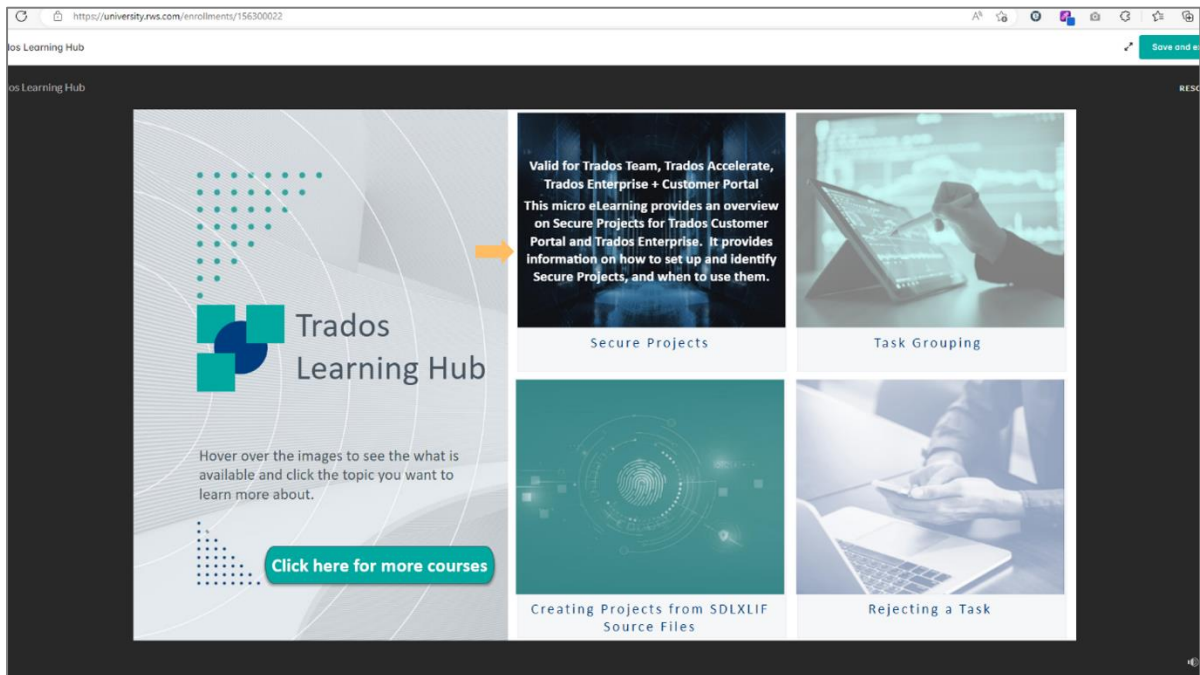 https://university.rws.com/enrollments/156300022
dos Learning Hub
Save and e
os Learning Hub
RESO
Trados
Learning Hub
Hover over the images to see the what is
available and click the topic you want to
learn more about.
Click here for more courses
Valid for Trados Team, Trados Accelerate,
Trados Enterprise + Customer Portal
This micro eLearning provides an overview
on Secure Projects for Trados Customer
Portal and Trados Enterprise. It provides
information on how to set up and identify
Secure Projects, and when to use them.
Secure Projects
Task Grouping
Creating Projects from SDLXLIF
Source Files
Rejecting a Task